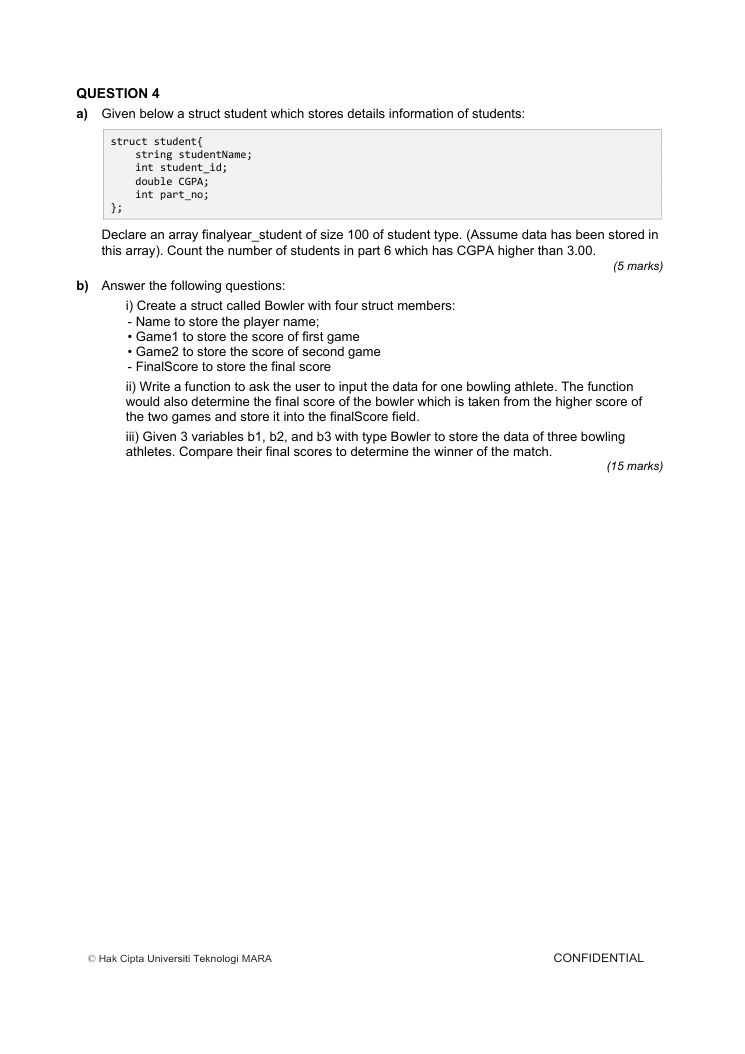 QUESTION 4
a) Given below a struct student which stores details information of students:
struct student{
    string studentName;
    int student_id;
    double CGPA;
    int part_no;
};
Declare an array finalyear_student of size 100 of student type. (Assume data has been stored in
this array). Count the number of students in part 6 which has CGPA higher than 3.00.
(5 marks)
b) Answer the following questions:
i) Create a struct called Bowler with four struct members:
- Name to store the player name;
• Game1 to store the score of first game
• Game2 to store the score of second game
- FinalScore to store the final score
ii) Write a function to ask the user to input the data for one bowling athlete. The function
would also determine the final score of the bowler which is taken from the higher score of
the two games and store it into the finalScore field.
iii) Given 3 variables b1, b2, and b3 with type Bowler to store the data of three bowling
athletes. Compare their final scores to determine the winner of the match.
(15 marks)
© Hak Cipta Universiti Teknologi MARA
CONFIDENTIAL